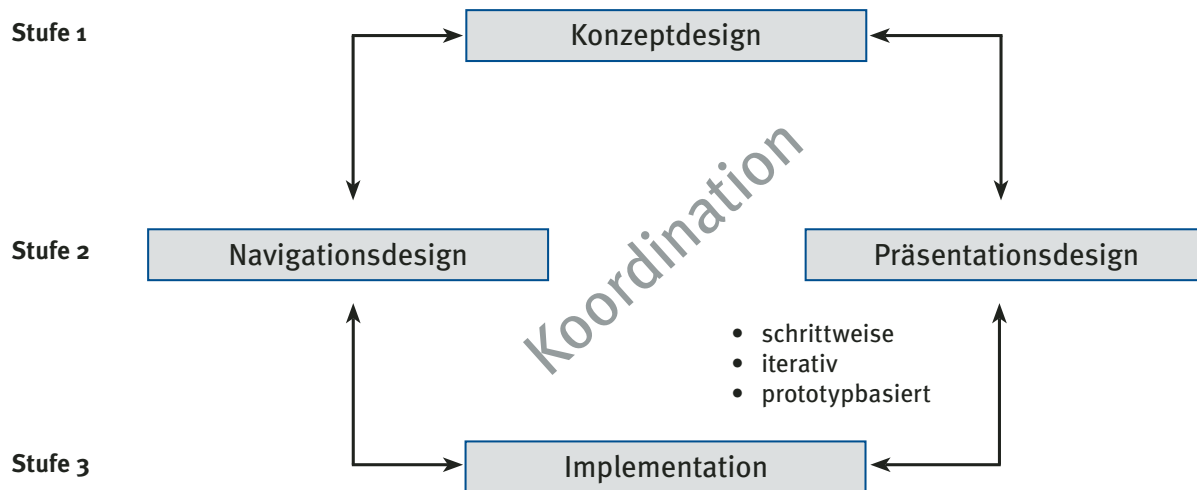 Stufe 1
Konzeptdesign
Koordination
Stufe 2
Navigationsdesign
Präsentationsdesign
• schrittweise
• iterativ
• prototypbasiert
Stufe 3
Implementation